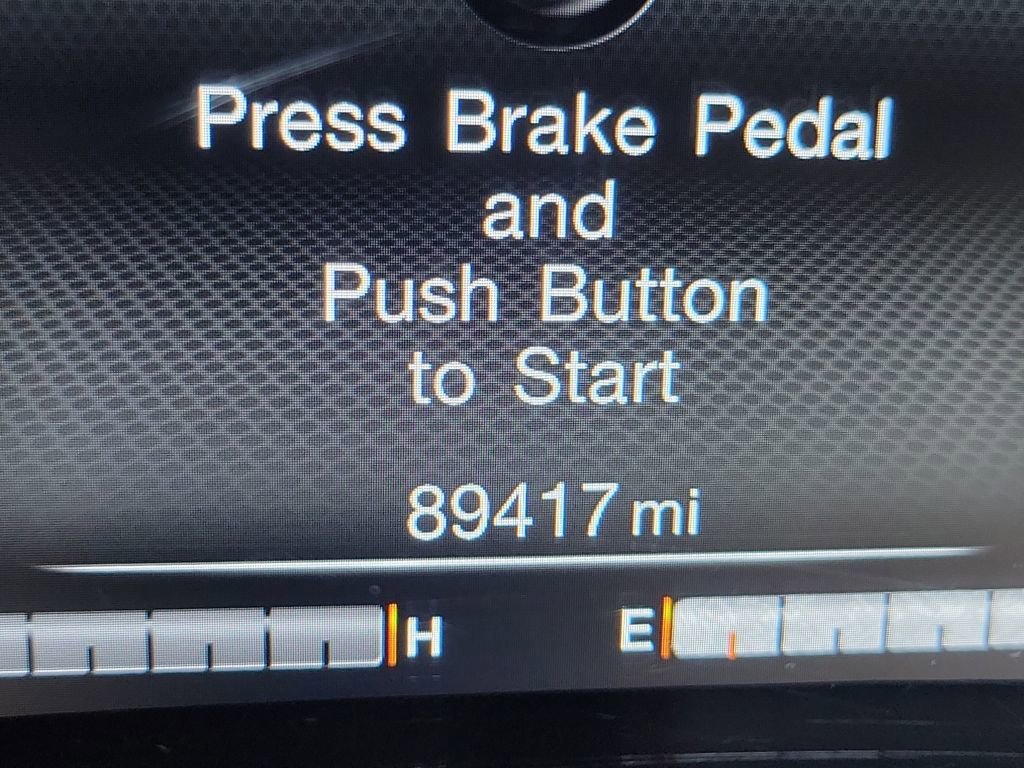 Press Brake Pedal
and
Push Button
to Start
89417 mi
H E